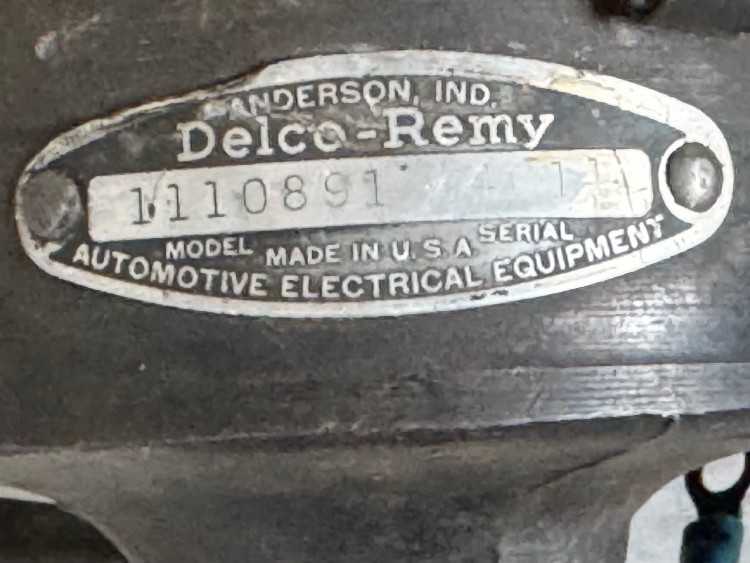 ANDERSON, IND.
Delco-Remy
1110891
MODEL MADE IN U.S.A SERIAL
AUTOMOTIVE ELECTRICAL EQUIPMENT